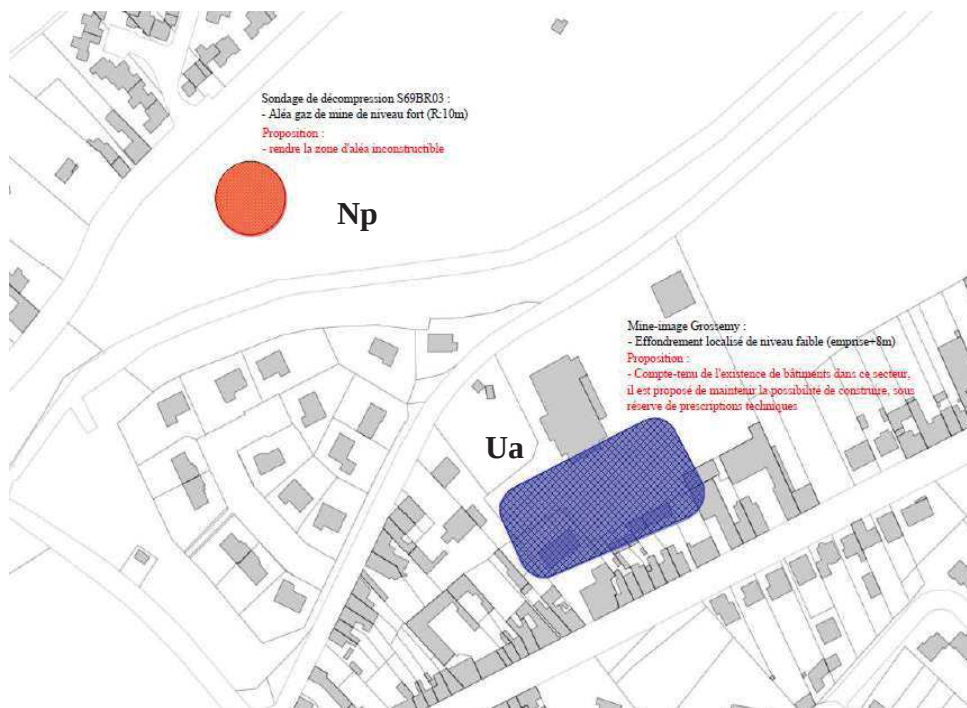 Sondage de décompression S69BR03 :
- Aléa gaz de mine de niveau fort (R:10m)
Proposition :
- rendre la zone d'aléa inconstructible
Np
Mine-image Grossemy :
- Effondrement localisé de niveau faible (emprise+8m)
Proposition :
- Compte-tenu de l'existence de bâtiments dans ce secteur,
il est proposé de maintenir la possibilité de construire, sous
réserve de prescriptions techniques
Ua